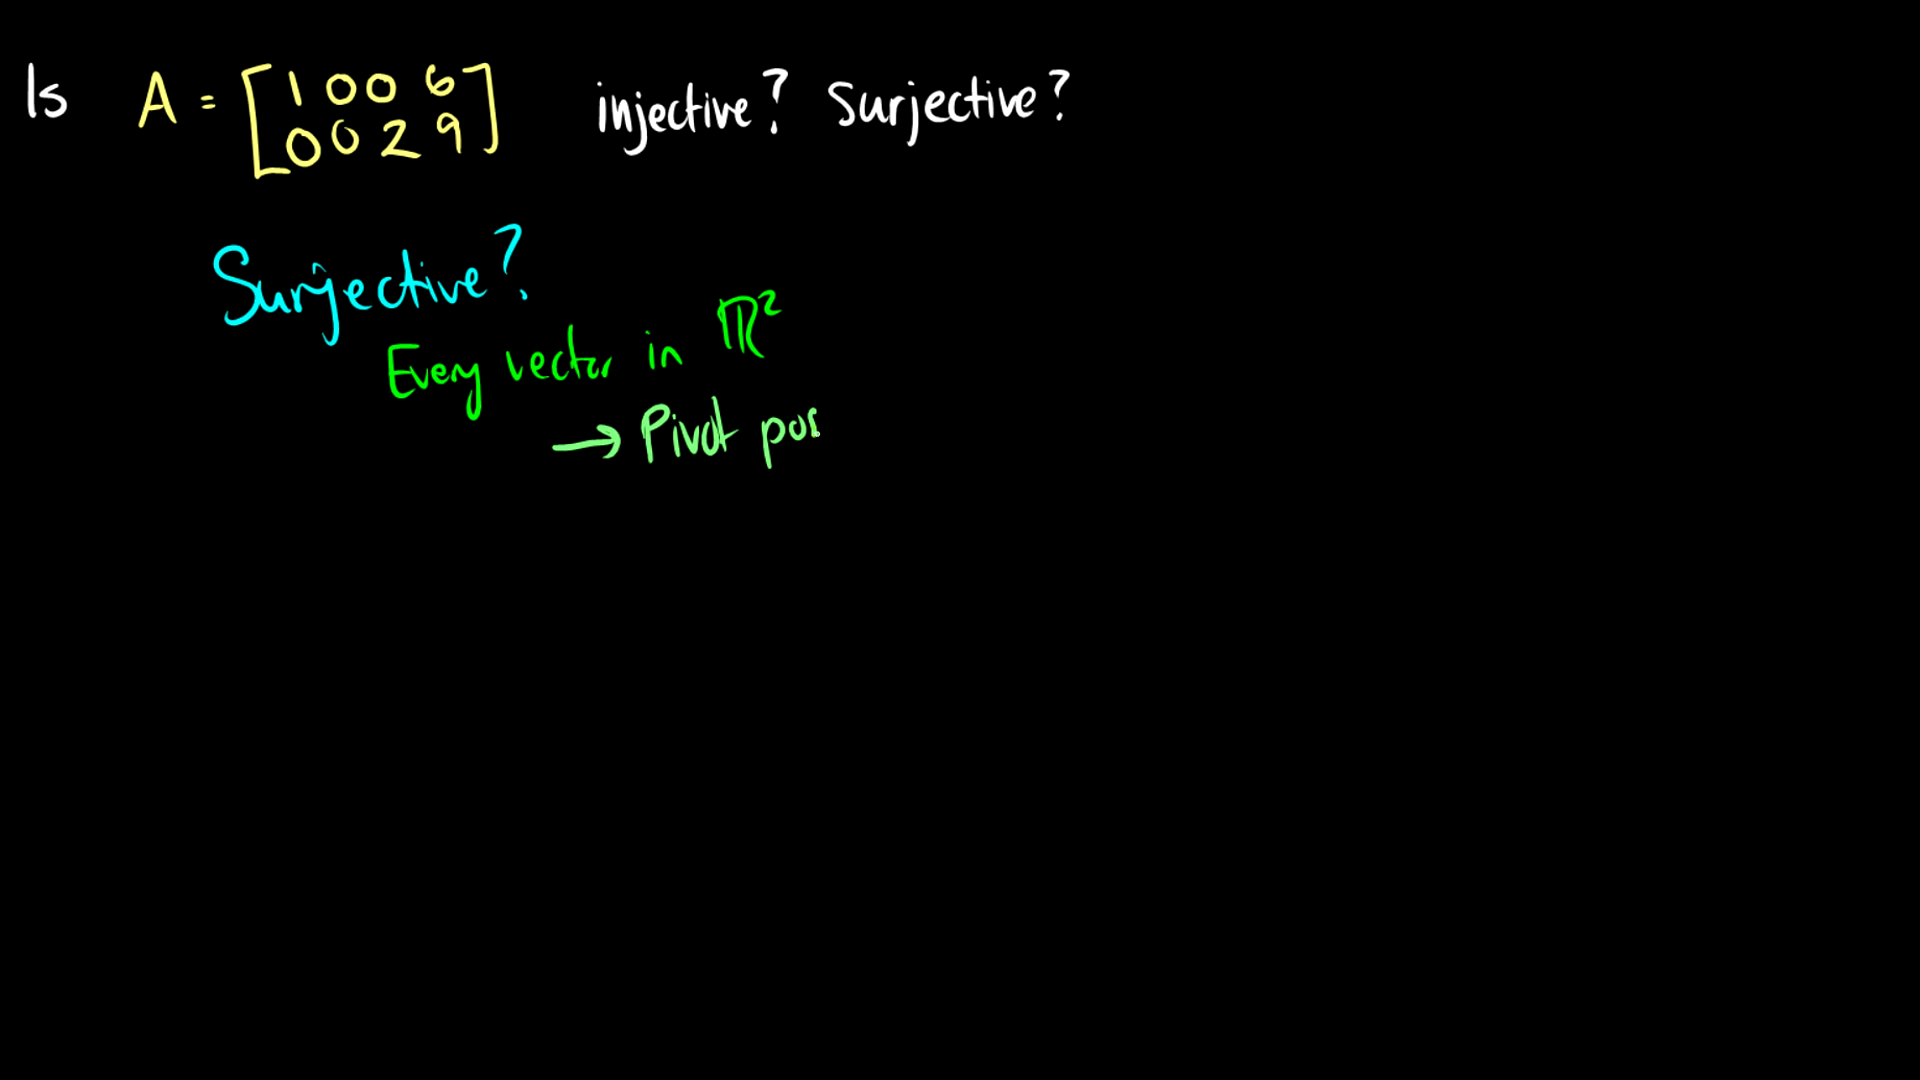 Is A = [1 0 0 6 injective? Surjective?
0 0 2 9]
Surjective?
Every vector in ℝ²
→ Pivot pos